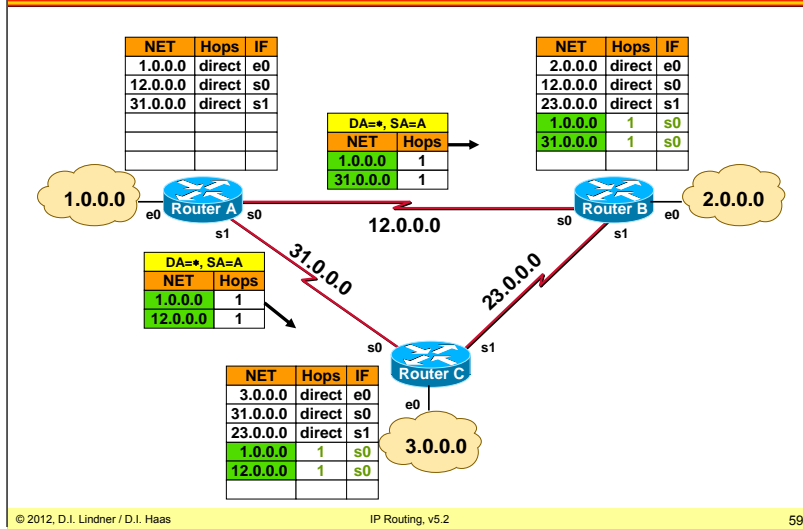 NET Hops IF
1.0.0.0 direct e0
12.0.0.0 direct s0
31.0.0.0 direct s1
NET Hops IF
2.0.0.0 direct e0
12.0.0.0 direct s0
23.0.0.0 direct s1
1.0.0.0 1 s0
31.0.0.0 1 s0
DA=*, SA=A
NET Hops
1.0.0.0 1
31.0.0.0 1
1.0.0.0
e0
Router A
s0
s1
12.0.0.0
s0
Router B
e0
s1
2.0.0.0
DA=*, SA=A
NET Hops
1.0.0.0 1
12.0.0.0 1
31.0.0.0
23.0.0.0
s0
s1
Router C
e0
3.0.0.0
NET Hops IF
3.0.0.0 direct e0
31.0.0.0 direct s0
23.0.0.0 direct s1
1.0.0.0 1 s0
12.0.0.0 1 s0
© 2012, D.I. Lindner / D.I. Haas
IP Routing, v5.2
59